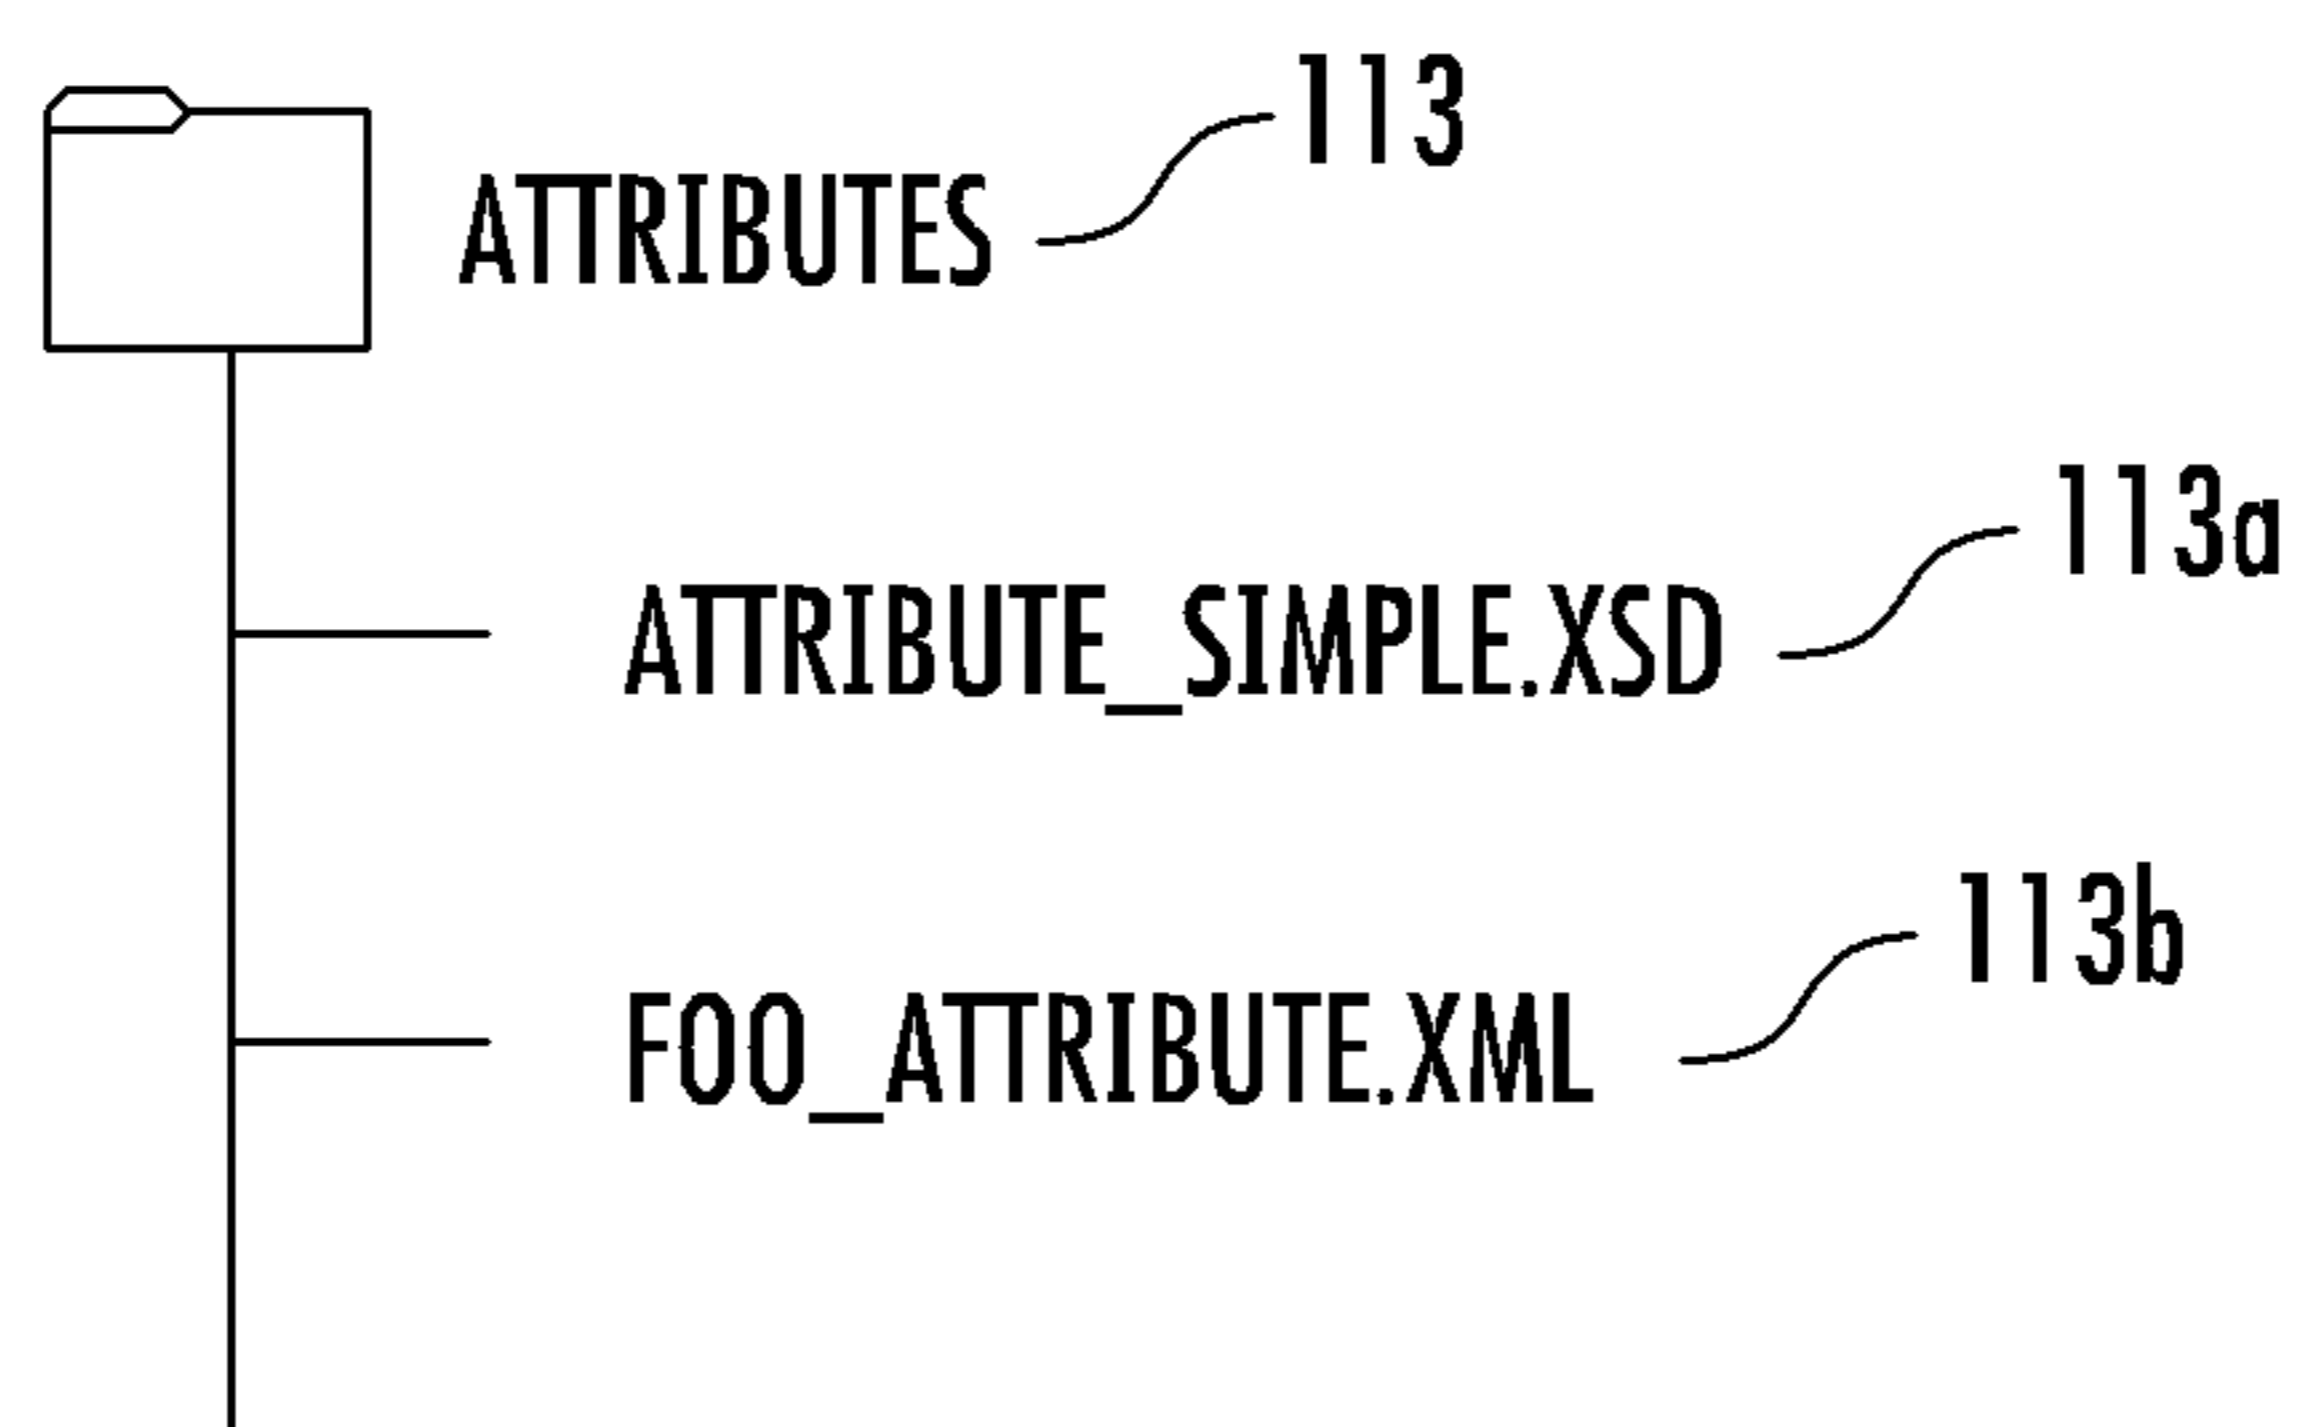 113
ATTRIBUTES
113a
ATTRIBUTE_SIMPLE.XSD
113b
FOO_ATTRIBUTE.XML